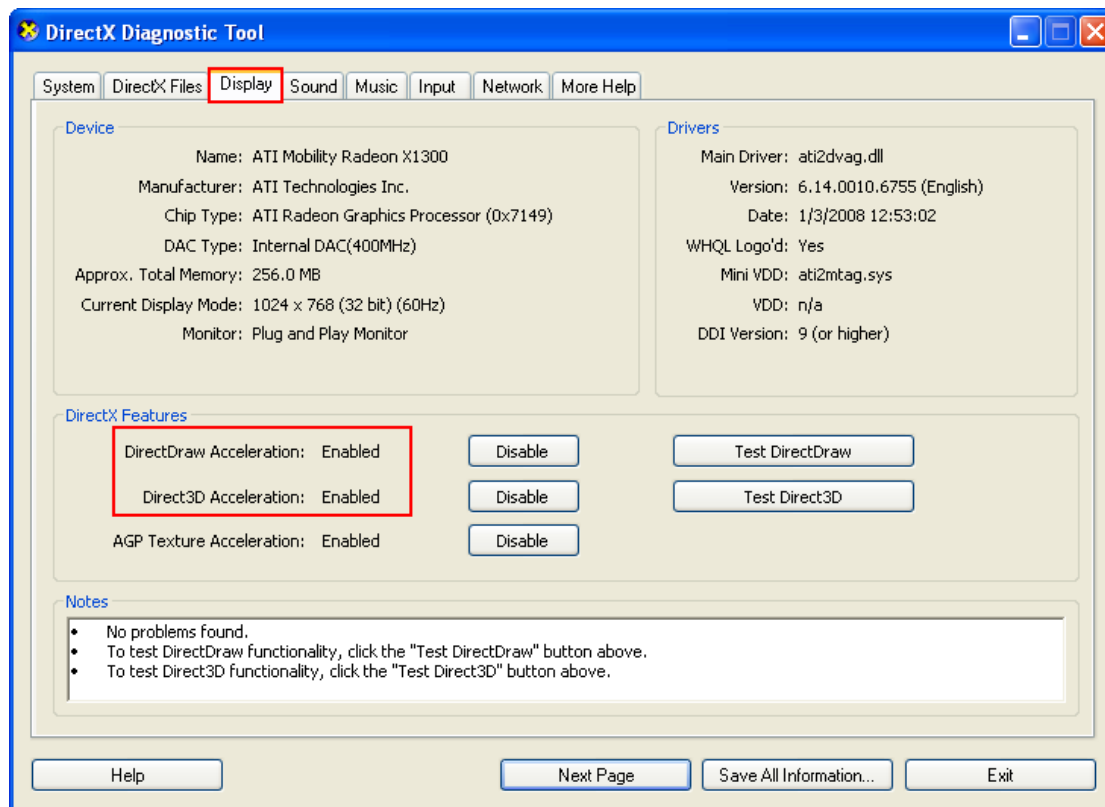 DirectX Diagnostic Tool
System DirectX Files Display Sound Music Input Network More Help
Device
Name: ATI Mobility Radeon X1300
Manufacturer: ATI Technologies Inc.
Chip Type: ATI Radeon Graphics Processor (0x7149)
DAC Type: Internal DAC(400MHz)
Approx. Total Memory: 256.0 MB
Current Display Mode: 1024 x 768 (32 bit) (60Hz)
Monitor: Plug and Play Monitor
Drivers
Main Driver: ati2dvag.dll
Version: 6.14.0010.6755 (English)
Date: 1/3/2008 12:53:02
WHQL Logo'd: Yes
Mini VDD: ati2mtag.sys
VDD: n/a
DDI Version: 9 (or higher)
DirectX Features
DirectDraw Acceleration: Enabled Disable Test DirectDraw
Direct3D Acceleration: Enabled Disable Test Direct3D
AGP Texture Acceleration: Enabled Disable
Notes
• No problems found.
• To test DirectDraw functionality, click the "Test DirectDraw" button above.
• To test Direct3D functionality, click the "Test Direct3D" button above.
Help Next Page Save All Information... Exit